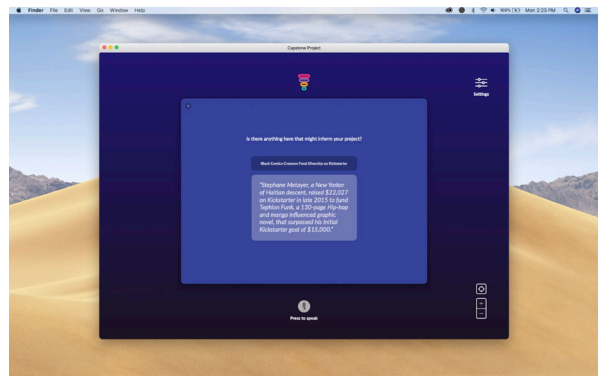 Finder File Edit View Go Window Help
100% Mon 2:23 PM
Capstone Project
Settings
Is there anything here that might inform your project?
Black Comics Creators Fund Diversity on Kickstarter
"Stephane Metayer, a New Yorker
of Haitian descent, raised $22,027
on Kickstarter in late 2015 to fund
Tephlon Funk, a 130-page Hip-hop
and manga influenced graphic
novel, that surpassed his initial
Kickstarter goal of $15,000."
Press to speak